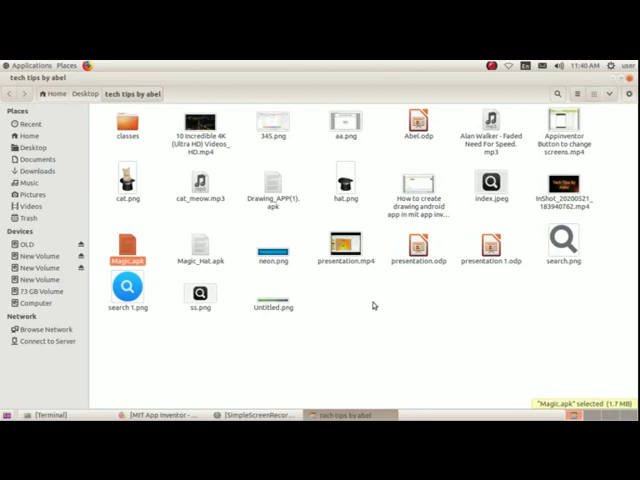 Applications Places
En
11:40 AM
user
tech tips by abel
Home
Desktop
tech tips by abel
Places
Recent
Home
Desktop
Documents
Downloads
Music
Pictures
Videos
Trash
Devices
OLD
New Volume
New Volume
New Volume
73 GB Volume
Computer
Network
Browse Network
Connect to Server
classes
10 Incredible 4K
(Ultra HD) Videos_
HD.mp4
345.png
aa.png
Abel.odp
Alan Walker - Faded
Need For Speed.
mp3
Appinventor
Button to change
screens.mp4
cat.png
cat_meow.mp3
Drawing_APP(1).
apk
hat.png
How to create
drawing android
app in mit app inv...
index.jpeg
InShot_20200521_
183940762.mp4
Magic.apk
Magic_Hat.apk
neon.png
presentation.mp4
presentation.odp
presentation 1.odp
search.png
search 1.png
ss.png
Untitled.png
"Magic.apk" selected (1.7 MB)
[Terminal]
[MIT App Inventor - ...
[SimpleScreenRecor...
tech tips by abel